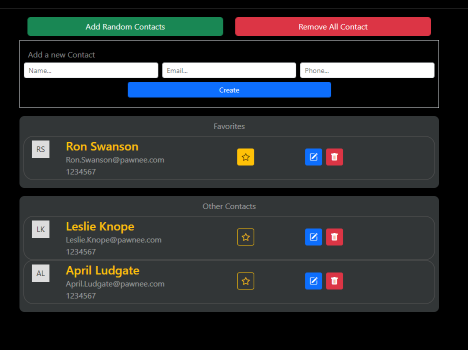 Add Random Contacts
Remove All Contact
Add a new Contact
Name...
Email...
Phone...
Create
Favorites
RS
Ron Swanson
Ron.Swanson@pawnee.com
1234567
Other Contacts
LK
Leslie Knope
Leslie.Knope@pawnee.com
1234567
AL
April Ludgate
April.Ludgate@pawnee.com
1234567